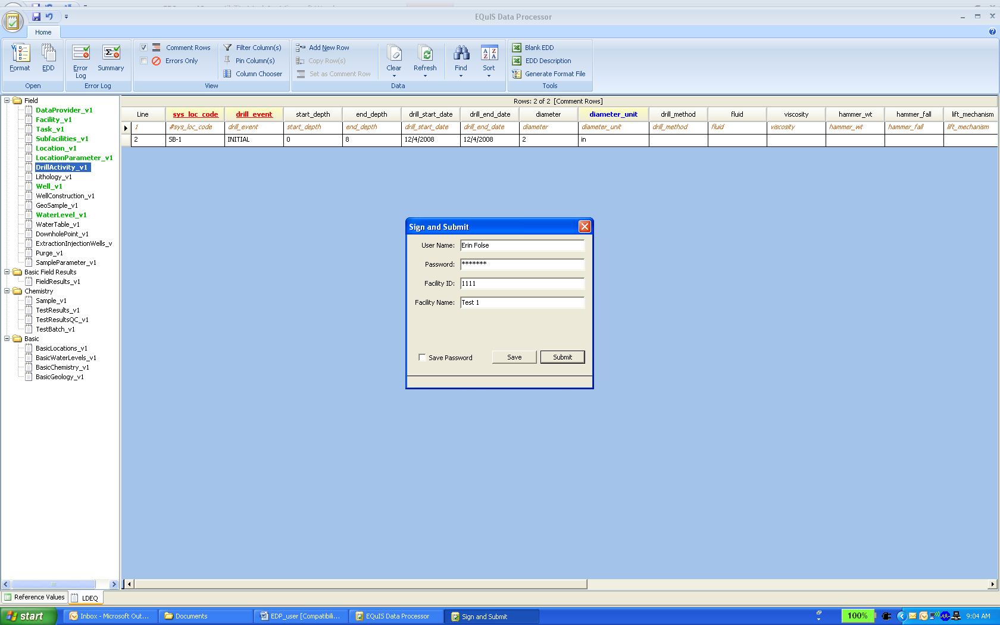 EQuIS Data Processor
Home
Format
EDD
Open
Error Log
Summary
Error Log
Comment Rows
Errors Only
Filter Column(s)
Pin Column(s)
Column Chooser
View
Add New Row
Copy Row(s)
Set as Comment Row
Clear
Refresh
Find
Sort
Data
Blank EDD
EDD Description
Generate Format File
Tools
Field
DataProvider_v1
Facility_v1
Task_v1
Subfacilities_v1
Location_v1
LocationParameter_v1
DrillActivity_v1
Lithology_v1
Well_v1
WellConstruction_v1
GeoSample_v1
WaterLevel_v1
WaterTable_v1
DownholePoint_v1
ExtractionInjectionWells_v
Purge_v1
SampleParameter_v1
Basic Field Results
FieldResults_v1
Chemistry
Sample_v1
TestResults_v1
TestResultsQC_v1
TestBatch_v1
Basic
BasicLocations_v1
BasicWaterLevels_v1
BasicChemistry_v1
BasicGeology_v1
Rows: 2 of 2 [Comment Rows]
Line sys_loc_code drill_event start_depth end_depth drill_start_date drill_end_date diameter diameter_unit drill_method fluid viscosity hammer_wt hammer_fall lift_mechanism
1 #sys_loc_code drill_event start_depth end_depth drill_start_date drill_end_date diameter diameter_unit drill_method fluid viscosity hammer_wt hammer_fall lift_mechanism
2 SB-1 INITIAL 0 8 12/4/2008 12/4/2008 2 in
Sign and Submit
User Name: Erin Folse
Password: *******
Facility ID: 1111
Facility Name: Test 1
Save Password
Save
Submit
Reference Values
LDEQ
start
Inbox - Microsoft Out...
Documents
EDP_user [Compatibili...
EQuIS Data Processor
Sign and Submit
100%
9:04 AM